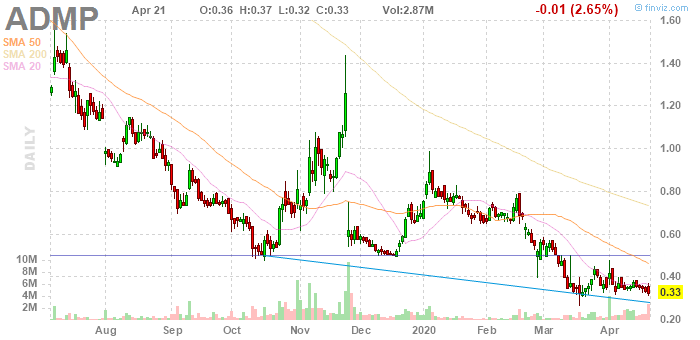 ADMP
Apr 21 O:0.36 H:0.37 L:0.32 C:0.33 Vol:2.87M -0.01 (2.65%)
© finviz.com
SMA 50
SMA 200
SMA 20
DAILY
1.60
1.40
1.20
1.00
0.80
0.60
0.40
0.33
0.20
10M
8M
6M
4M
2M
Aug Sep Oct Nov Dec 2020 Feb Mar Apr